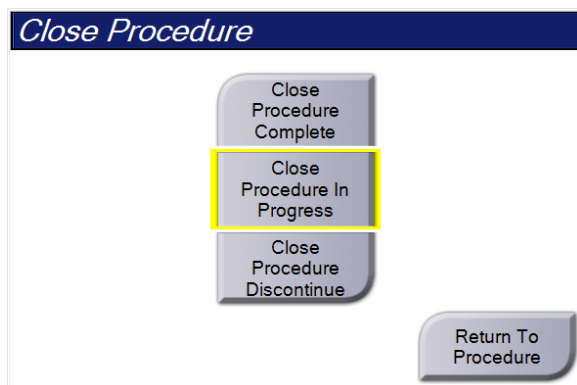 Close Procedure
Close
Procedure
Complete
Close
Procedure In
Progress
Close
Procedure
Discontinue
Return To
Procedure